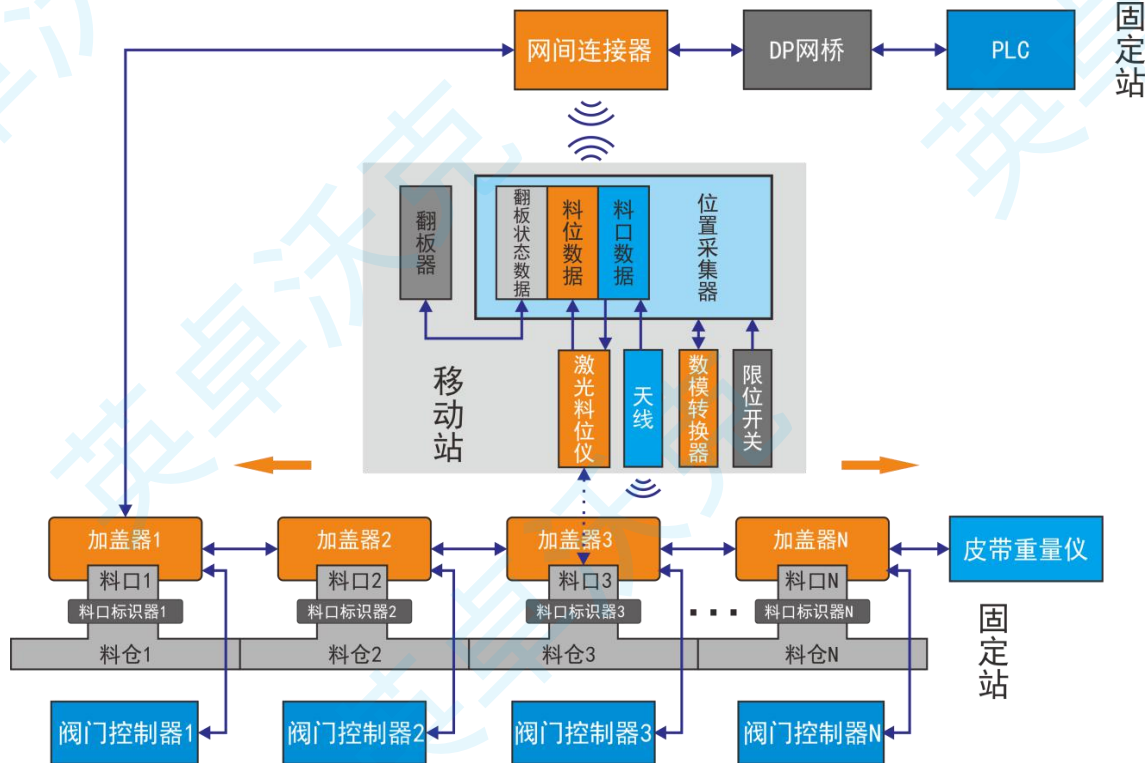 网间连接器
DP网桥
PLC
固定站
翻板器
翻板状态数据
料位数据
料口数据
位置采集器
移动站
激光料位仪
天线
数模转换器
限位开关
加盖器1
加盖器2
加盖器3
加盖器N
皮带重量仪
料口1
料口2
料口3
料口N
料口标识器1
料口标识器2
料口标识器3
...
料口标识器N
料仓1
料仓2
料仓3
料仓N
固定站
阀门控制器1
阀门控制器2
阀门控制器3
阀门控制器N
英卓沃克